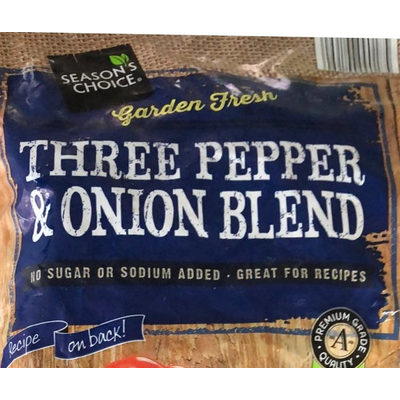 SEASON'S
CHOICE®
Garden Fresh
THREE PEPPER
& ONION BLEND
NO SUGAR OR SODIUM ADDED · GREAT FOR RECIPES
Recipe on back!
PREMIUM GRADE
A
QUALITY